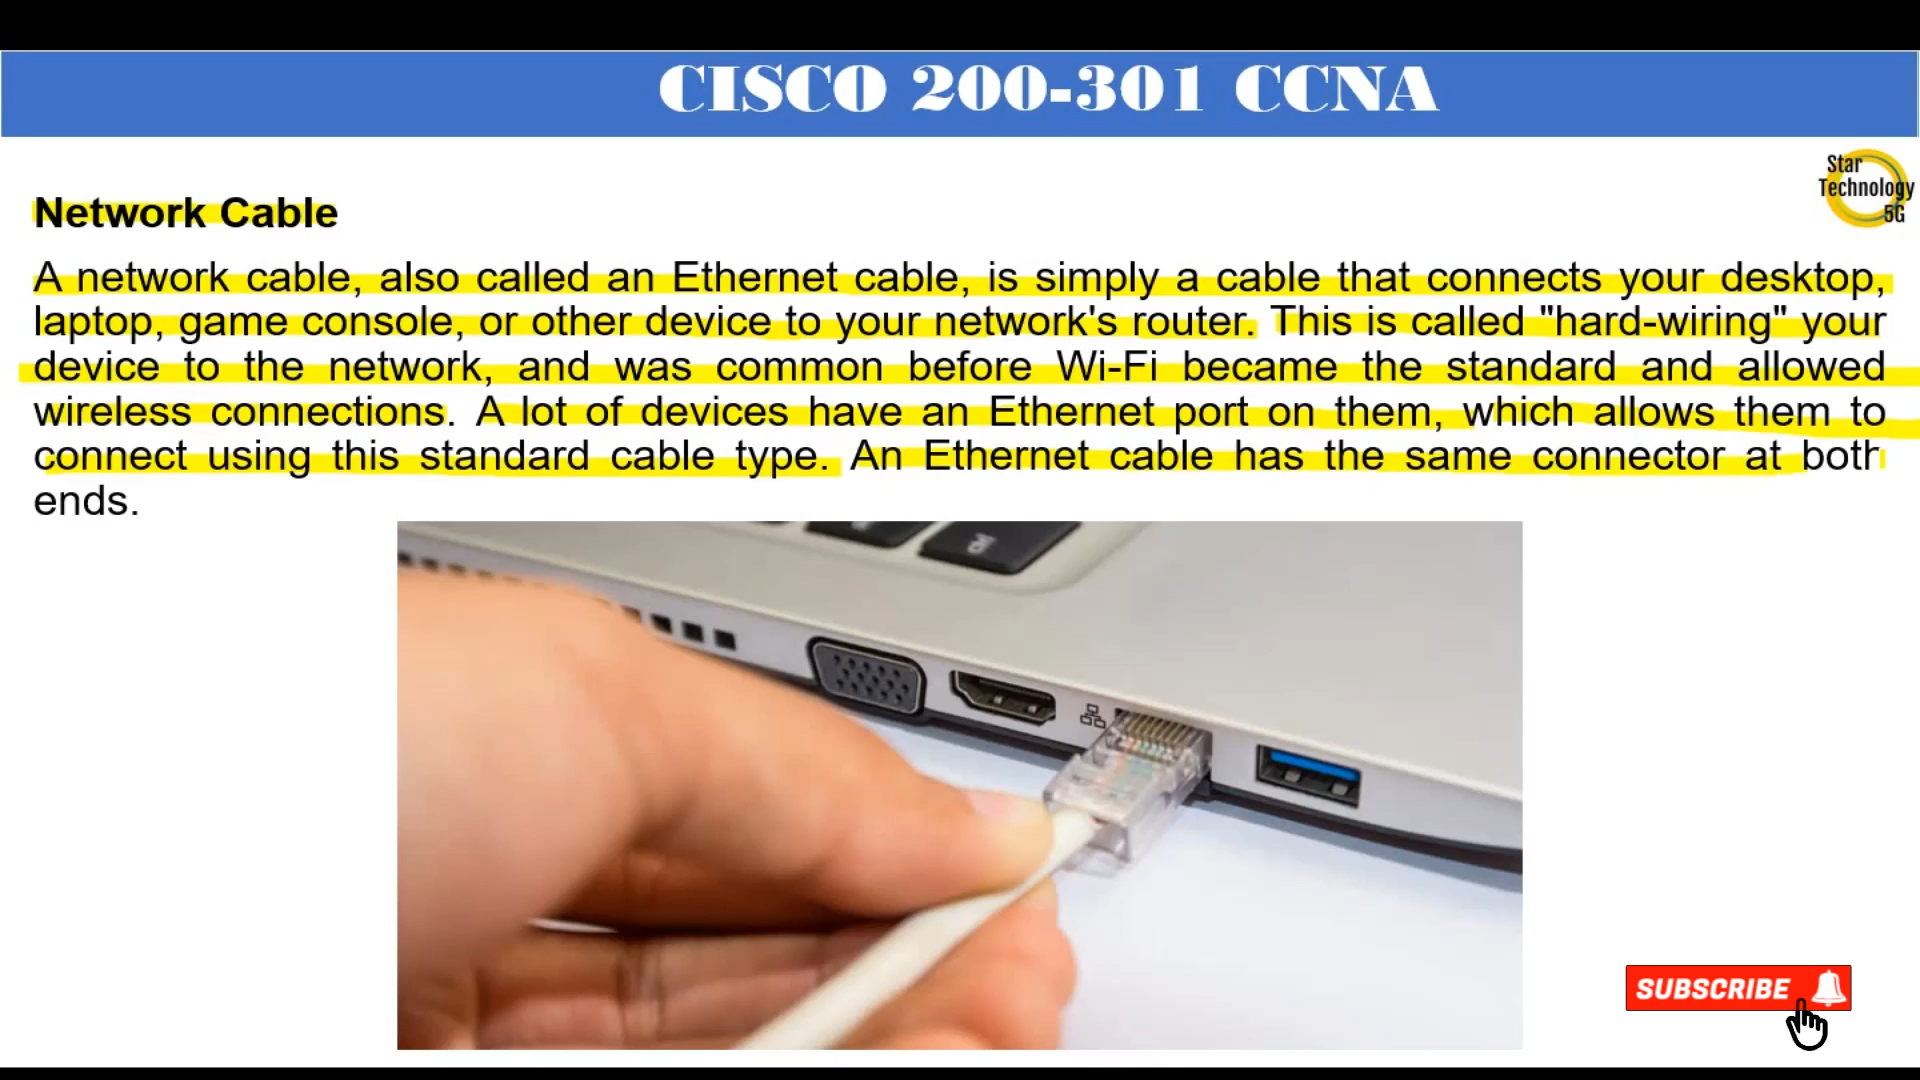 CISCO 200-301 CCNA
Star
Technology
5G
Network Cable
A network cable, also called an Ethernet cable, is simply a cable that connects your desktop,
laptop, game console, or other device to your network's router. This is called "hard-wiring" your
device to the network, and was common before Wi-Fi became the standard and allowed
wireless connections. A lot of devices have an Ethernet port on them, which allows them to
connect using this standard cable type. An Ethernet cable has the same connector at both
ends.
SUBSCRIBE